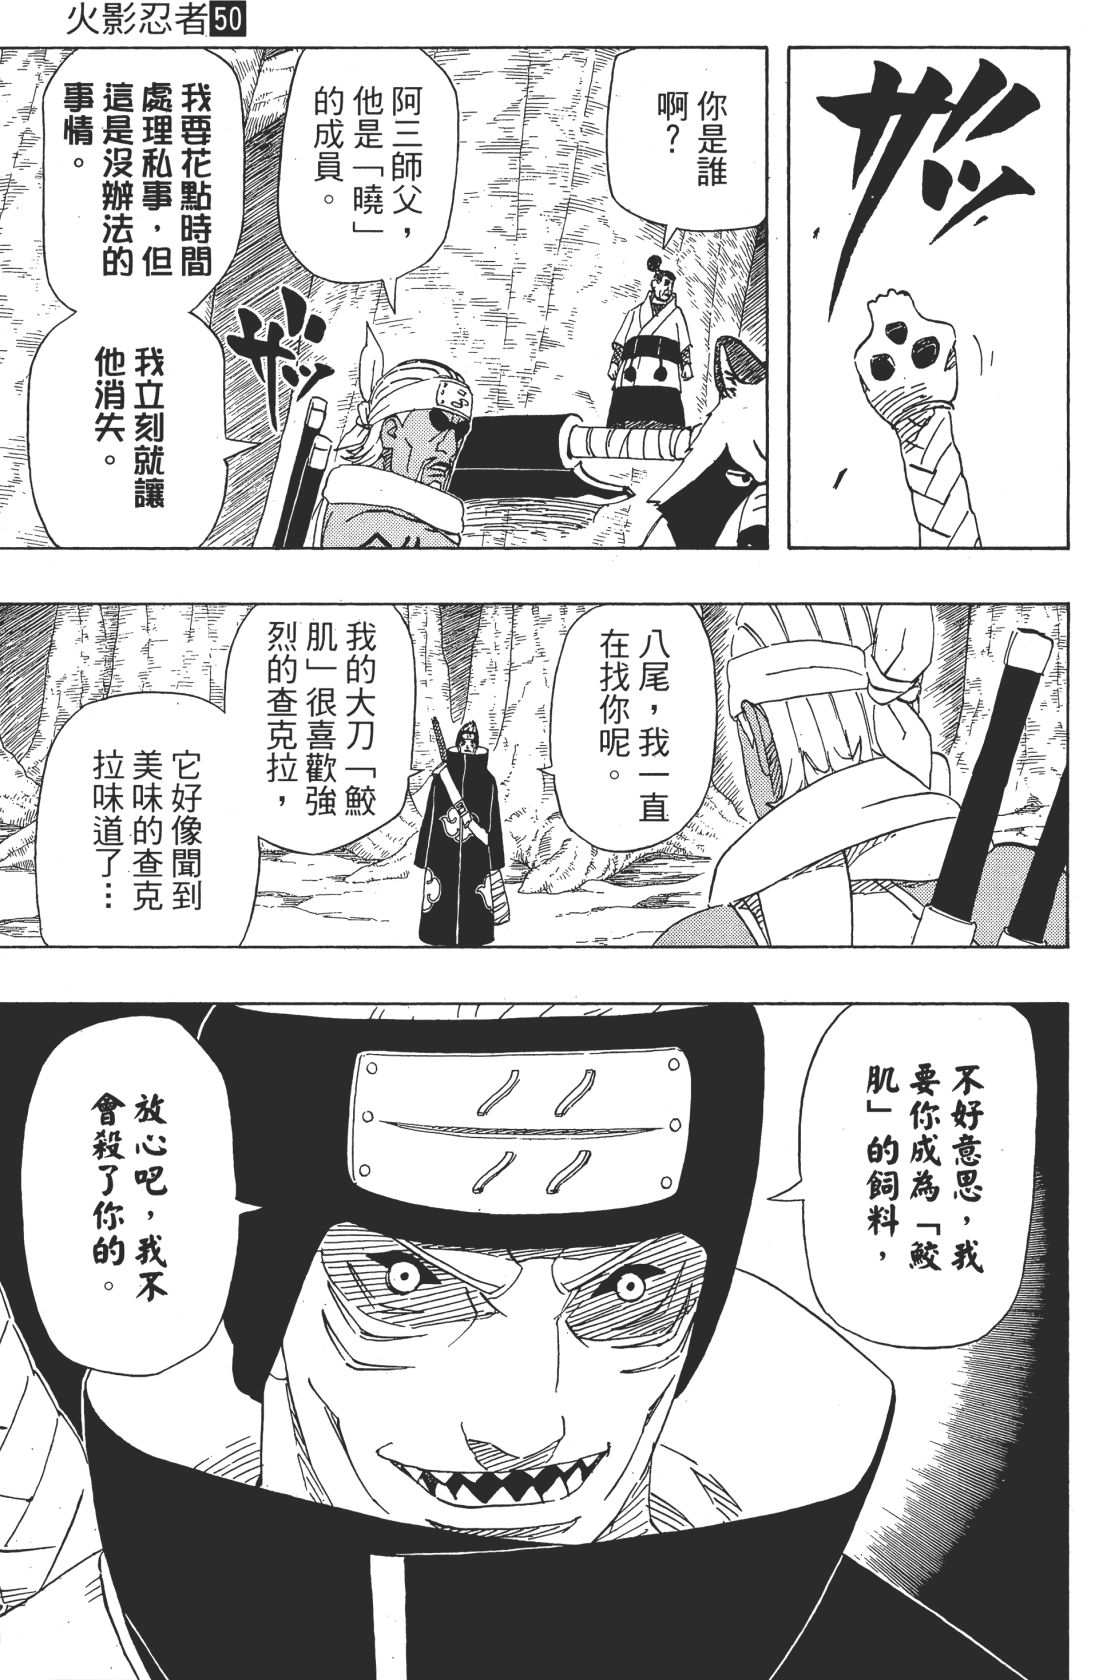 火影忍者50
ザッ
你是誰
啊？
阿三師父，
他是「曉」
的成員。
我要花點時間
處理私事，但
這是沒辦法的
事情。
我立刻就讓
他消失。
ザッ
八尾，我一直
在找你呢。
我的大刀「鮫
肌」很喜歡強
烈的查克拉，
它好像聞到
美味的查克
拉味道了…
不好意思，我
要你成為「鮫
肌」的飼料，
放心吧，我不
會殺了你的。